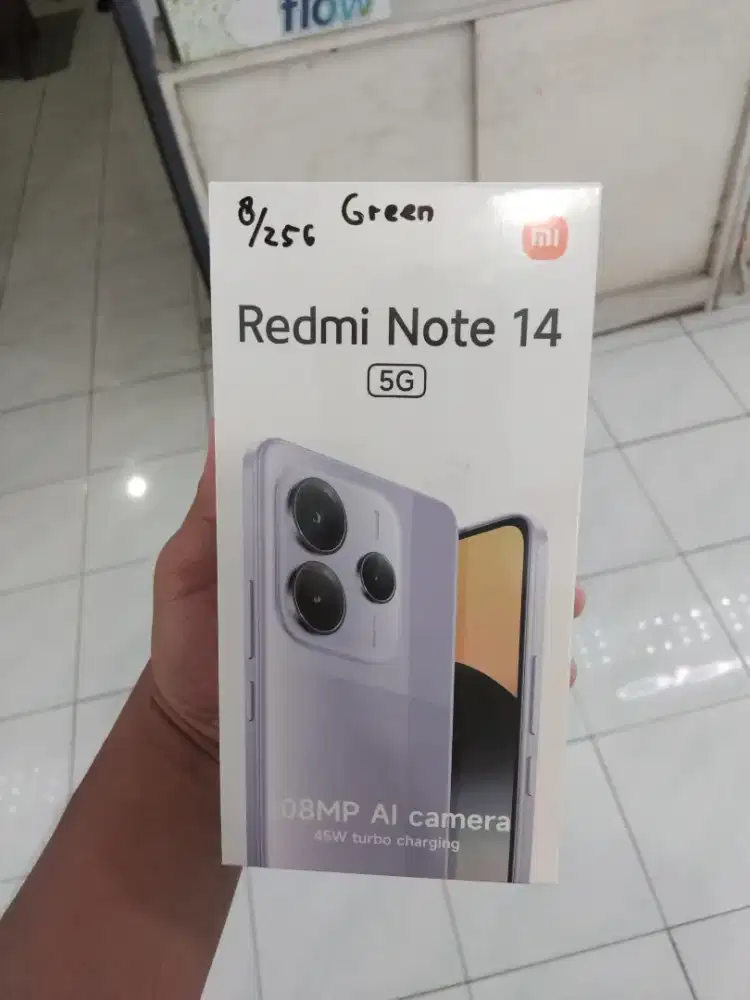 flow
8/256 Green
mi
Redmi Note 14
5G
08MP AI camera
45W turbo charging